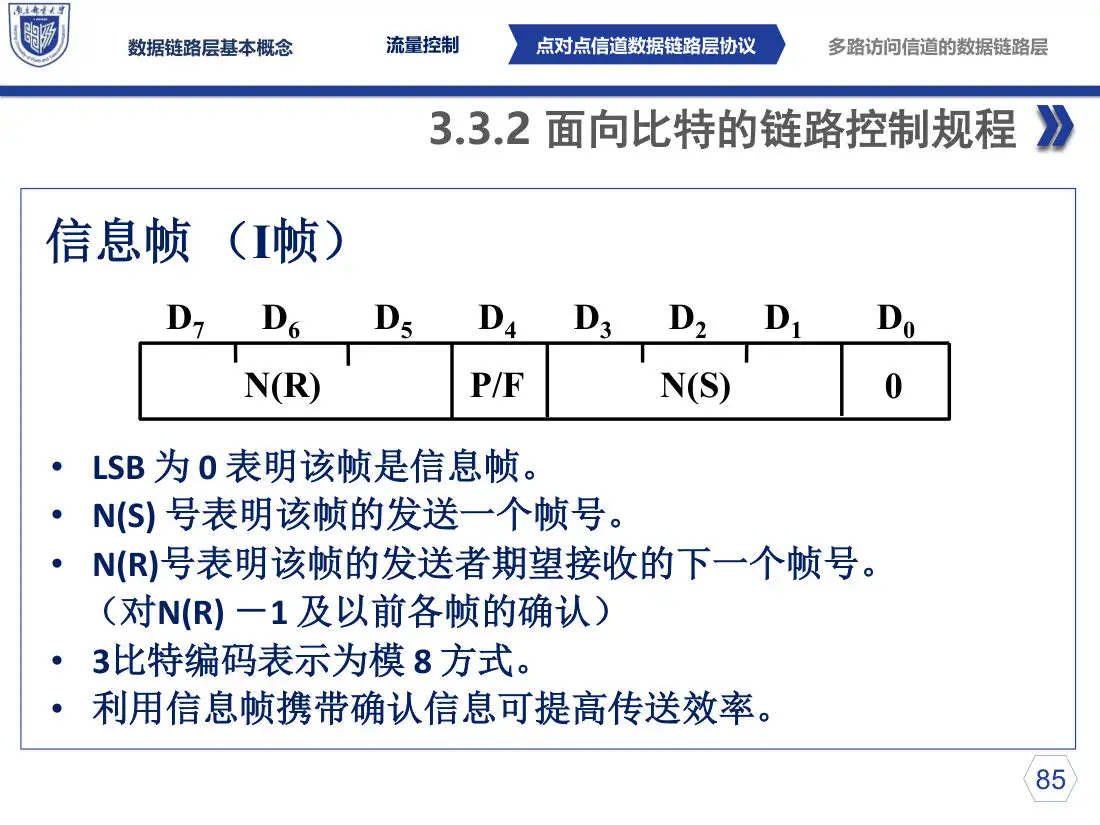 南京邮电大学
数据链路层基本概念 流量控制 点对点信道数据链路层协议 多路访问信道的数据链路层
3.3.2 面向比特的链路控制规程
信息帧 （I帧）
D7 D6 D5 D4 D3 D2 D1 D0
N(R) P/F N(S) 0
• LSB 为 0 表明该帧是信息帧。
• N(S) 号表明该帧的发送一个帧号。
• N(R)号表明该帧的发送者期望接收的下一个帧号。
（对N(R) －1 及以前各帧的确认）
• 3比特编码表示为模 8 方式。
• 利用信息帧携带确认信息可提高传送效率。
85